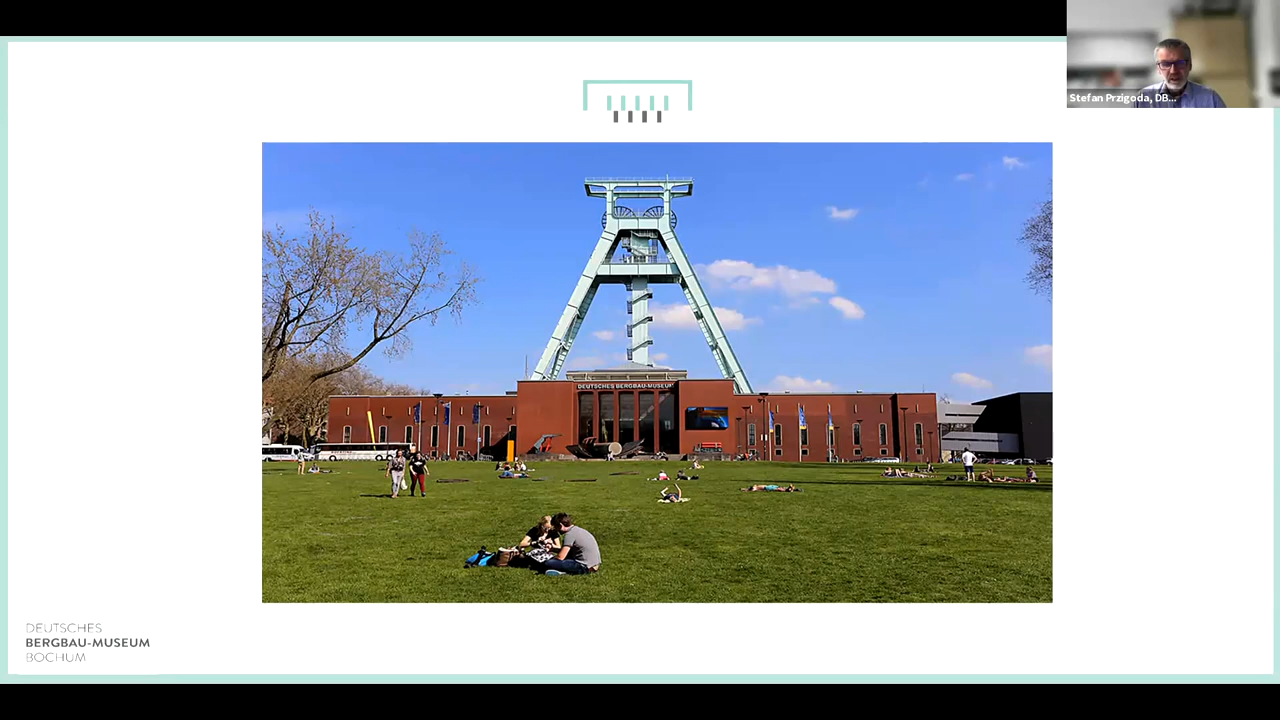 Stefan Przigoda, DB...
DEUTSCHES BERGBAU-MUSEUM
DEUTSCHES
BERGBAU-MUSEUM
BOCHUM